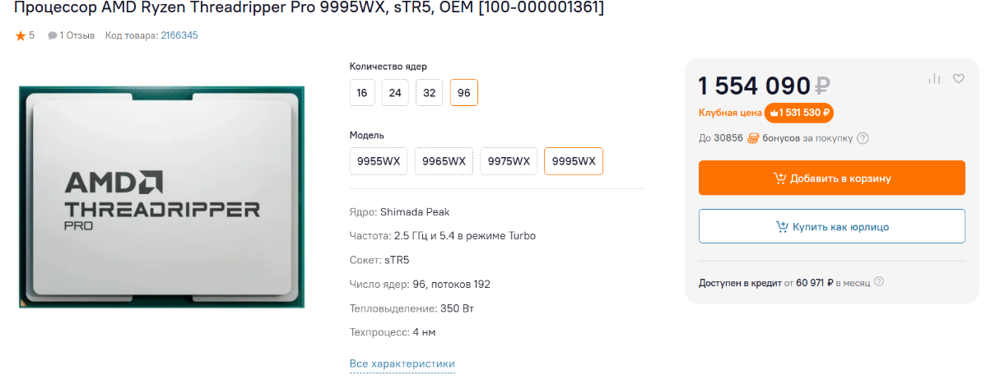 Процессор AMD Ryzen Threadripper Pro 9995WX, sTR5, OEM [100-000001361]
5 1 Отзыв Код товара: 2166345
AMD
THREADRIPPER
PRO
Количество ядер
16 24 32 96
Модель
9955WX 9965WX 9975WX 9995WX
Ядро: Shimada Peak
Частота: 2.5 ГГц и 5.4 в режиме Turbo
Сокет: sTR5
Число ядер: 96, потоков 192
Тепловыделение: 350 Вт
Техпроцесс: 4 нм
Все характеристики
1 554 090 ₽
Клубная цена 1 531 530 ₽
До 30856 бонусов за покупку ?
Добавить в корзину
Купить как юрлицо
Доступен в кредит от 60 971 ₽ в месяц ?